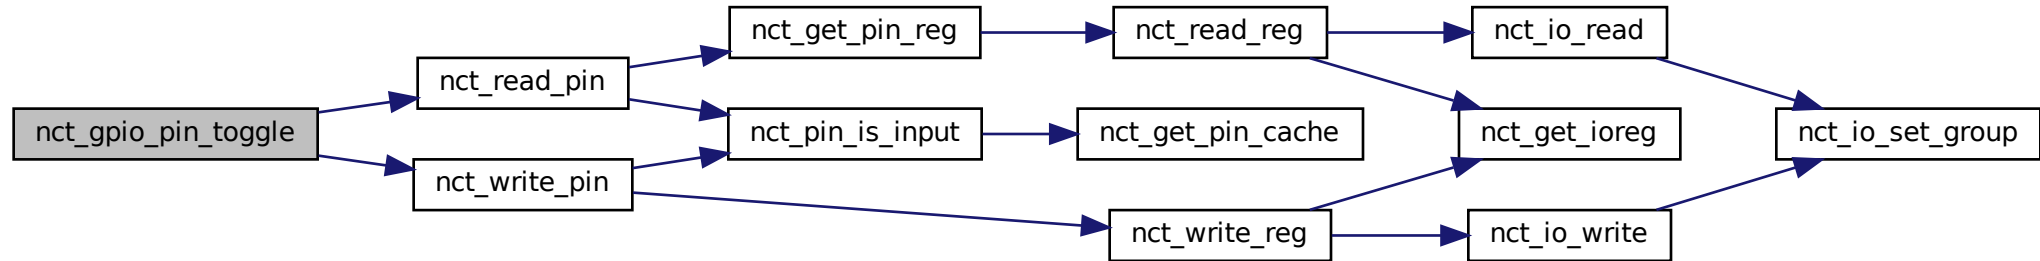 nct_gpio_pin_toggle
nct_read_pin
nct_write_pin
nct_get_pin_reg
nct_pin_is_input
nct_read_reg
nct_get_pin_cache
nct_write_reg
nct_io_read
nct_get_ioreg
nct_io_write
nct_io_set_group